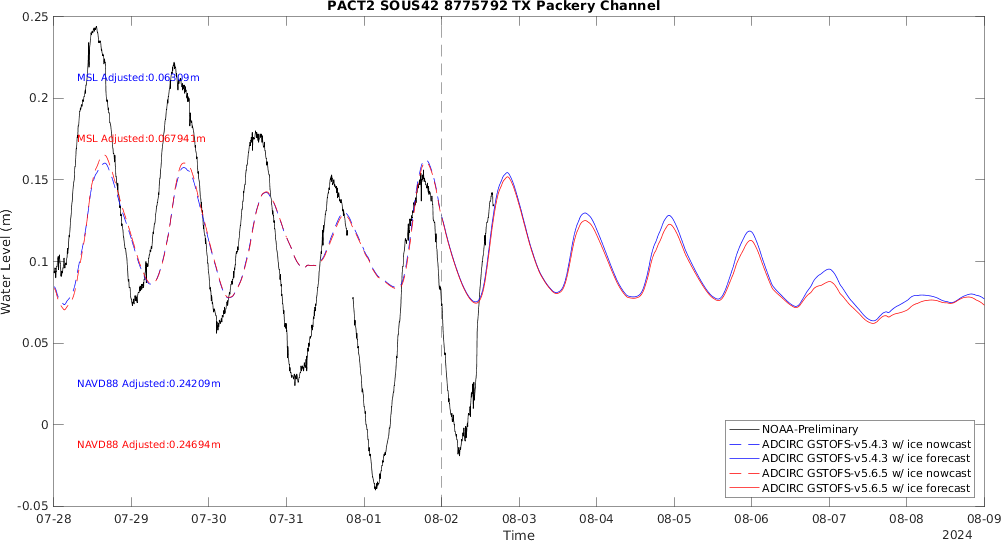 PACT2 SOUS42 8775792 TX Packery Channel
0.25
0.2
0.15
0.1
0.05
0
-0.05
Water Level (m)
MSL Adjusted:0.06309m
MSL Adjusted:0.067941m
NAVD88 Adjusted:0.24209m
NAVD88 Adjusted:0.24694m
NOAA-Preliminary
ADCIRC GSTOFS-v5.4.3 w/ ice nowcast
ADCIRC GSTOFS-v5.4.3 w/ ice forecast
ADCIRC GSTOFS-v5.6.5 w/ ice nowcast
ADCIRC GSTOFS-v5.6.5 w/ ice forecast
07-28 07-29 07-30 07-31 08-01 08-02 08-03 08-04 08-05 08-06 08-07 08-08 08-09
Time
2024